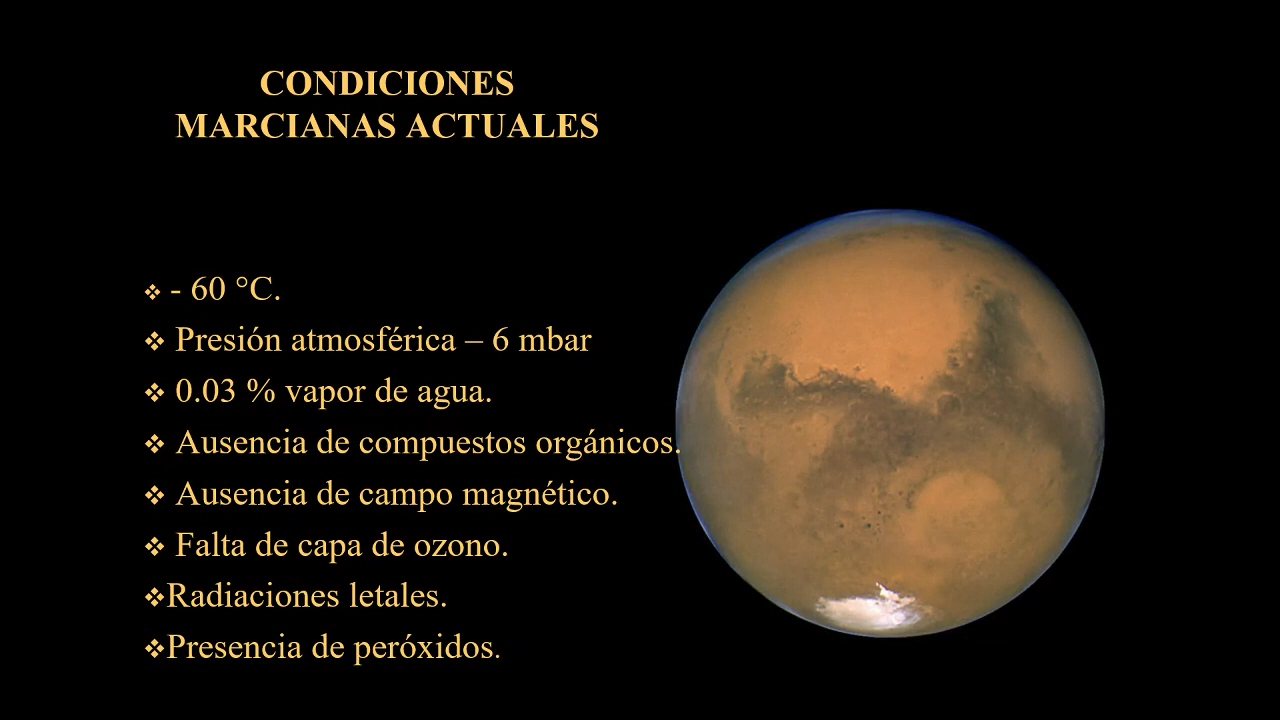 CONDICIONES
MARCIANAS ACTUALES
❖ - 60 °C.
❖ Presión atmosférica – 6 mbar
❖ 0.03 % vapor de agua.
❖ Ausencia de compuestos orgánicos.
❖ Ausencia de campo magnético.
❖ Falta de capa de ozono.
❖Radiaciones letales.
❖Presencia de peróxidos.